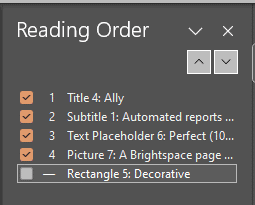 Reading Order
1 Title 4: Ally
2 Subtitle 1: Automated reports ...
3 Text Placeholder 6: Perfect (10...
4 Picture 7: A Brightspace page ...
— Rectangle 5: Decorative